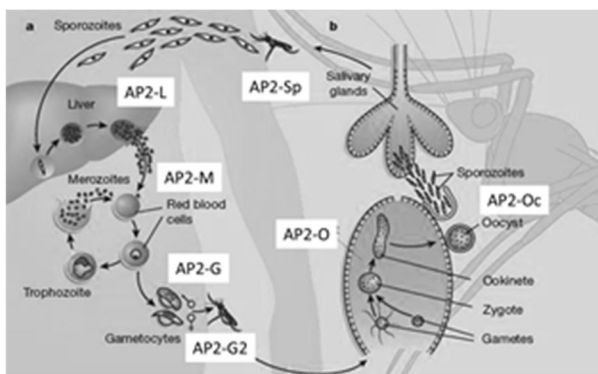 a
b
Sporozoites
AP2-Sp
AP2-L
Liver
Salivary
glands
Merozoites
AP2-M
Sporozoites
AP2-Oc
Red blood
cells
Oocyst
AP2-O
AP2-G
Ookinete
Trophozoite
Zygote
Gametocytes
AP2-G2
Gametes